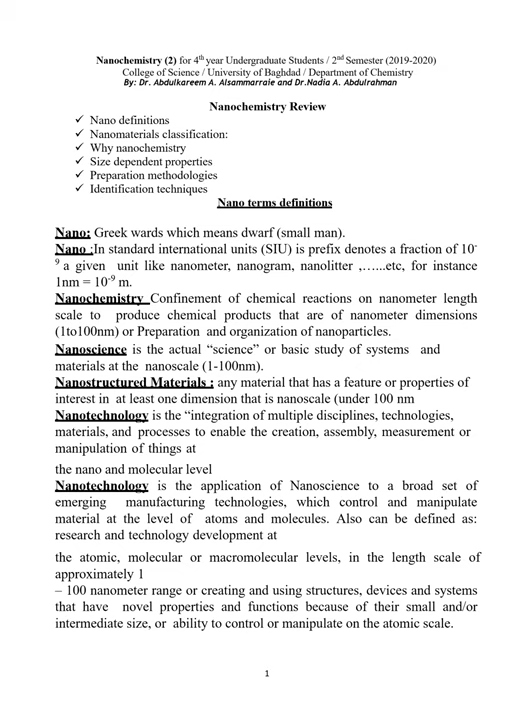 Nanochemistry (2) for 4th year Undergraduate Students / 2nd Semester (2019-2020)
College of Science / University of Baghdad / Department of Chemistry
By: Dr. Abdulkareem A. Alsammarraie and Dr.Nadia A. Abdulrahman
Nanochemistry Review
✓ Nano definitions
✓ Nanomaterials classification:
✓ Why nanochemistry
✓ Size dependent properties
✓ Preparation methodologies
✓ Identification techniques
Nano terms definitions
Nano: Greek wards which means dwarf (small man).
Nano :In standard international units (SIU) is prefix denotes a fraction of 10-
9 a given unit like nanometer, nanogram, nanolitter ,…...etc, for instance
1nm = 10-9 m.
Nanochemistry Confinement of chemical reactions on nanometer length
scale to produce chemical products that are of nanometer dimensions
(1to100nm) or Preparation and organization of nanoparticles.
Nanoscience is the actual “science” or basic study of systems and
materials at the nanoscale (1-100nm).
Nanostructured Materials : any material that has a feature or properties of
interest in at least one dimension that is nanoscale (under 100 nm
Nanotechnology is the “integration of multiple disciplines, technologies,
materials, and processes to enable the creation, assembly, measurement or
manipulation of things at
the nano and molecular level
Nanotechnology is the application of Nanoscience to a broad set of
emerging manufacturing technologies, which control and manipulate
material at the level of atoms and molecules. Also can be defined as:
research and technology development at
the atomic, molecular or macromolecular levels, in the length scale of
approximately 1
– 100 nanometer range or creating and using structures, devices and systems
that have novel properties and functions because of their small and/or
intermediate size, or ability to control or manipulate on the atomic scale.
1